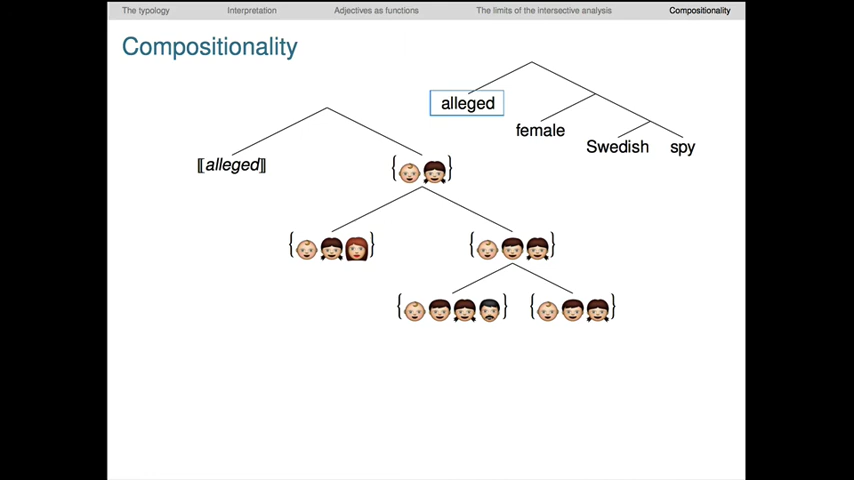 The typology Interpretation Adjectives as functions The limits of the intersective analysis Compositionality
Compositionality
alleged
female
Swedish spy
⟦alleged⟧
{ }
{ } { }
{ } { }